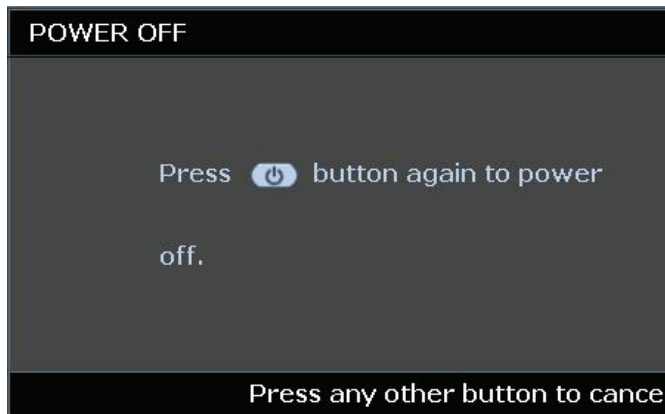 POWER OFF
Press button again to power
off.
Press any other button to cance